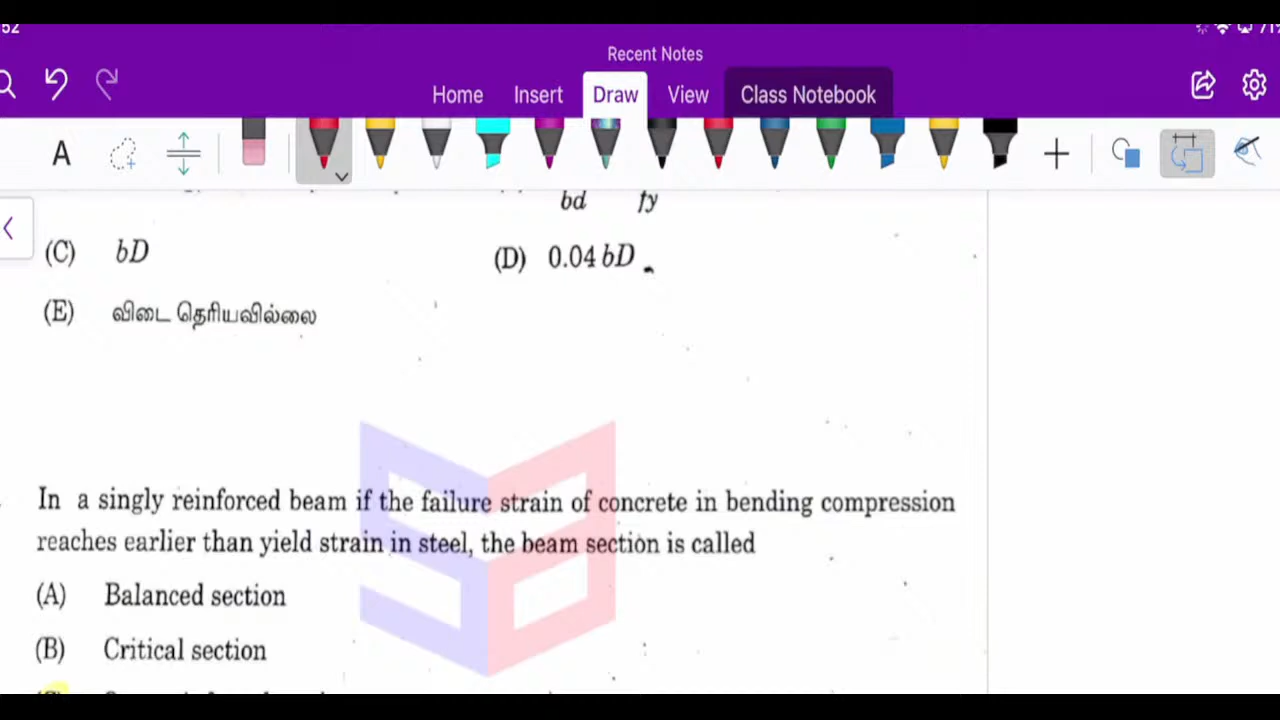 52
71%
Recent Notes
Home Insert Draw View Class Notebook
A
bd fy
(C) bD (D) 0.04 bD
(E) விடை தெரியவில்லை
In a singly reinforced beam if the failure strain of concrete in bending compression
reaches earlier than yield strain in steel, the beam section is called
(A) Balanced section
(B) Critical section